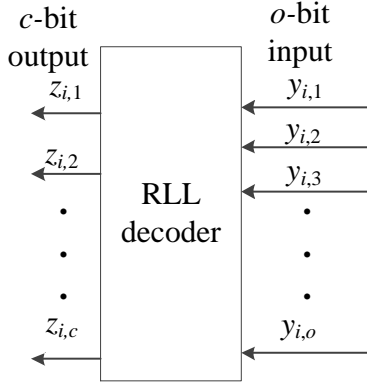 c-bit
output
o-bit
input
z_{i,1}
y_{i,1}
z_{i,2}
y_{i,2}
y_{i,3}
RLL
decoder
z_{i,c}
y_{i,o}